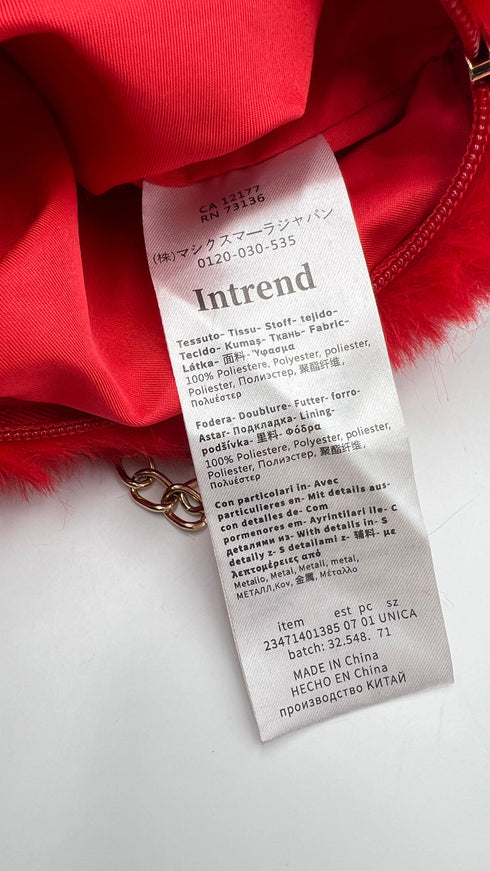 CA 12177
RN 73136
(株)マックスマーラジャパン
0120-030-535
Intrend
Tessuto- Tissu- Stoff- tejido-
Tecido- Kumaş- Ткань- Fabric-
Látka- 面料- Ύφασμα
100% Poliestere, Polyester, poliester,
Poliester, Полиэстер, 聚酯纤维,
Πολυέστερ
Fodera- Doublure- Futter- forro-
Astar- Подкладка- Lining-
podšívka- 里料- Φόδρα
100% Poliestere, Polyester, poliester,
Poliester, Полиэстер, 聚酯纤维,
Πολυέστερ
Con particolari in- Avec
particulieres en- Mit details aus-
con detalles de- Com
pormenores em- Ayrintilari ile- C
деталями из- With details in- S
detaily z- S detailami z- 辅料- με
λεπτομέρειες από
Metallo, Metal, Metall, metal,
МЕТАЛЛ,Kov, 金属, Μέταλλο
item est pc sz
23471401385 07 01 UNICA
batch: 32.548. 71
MADE IN China
HECHO EN China
производство КИТАЙ